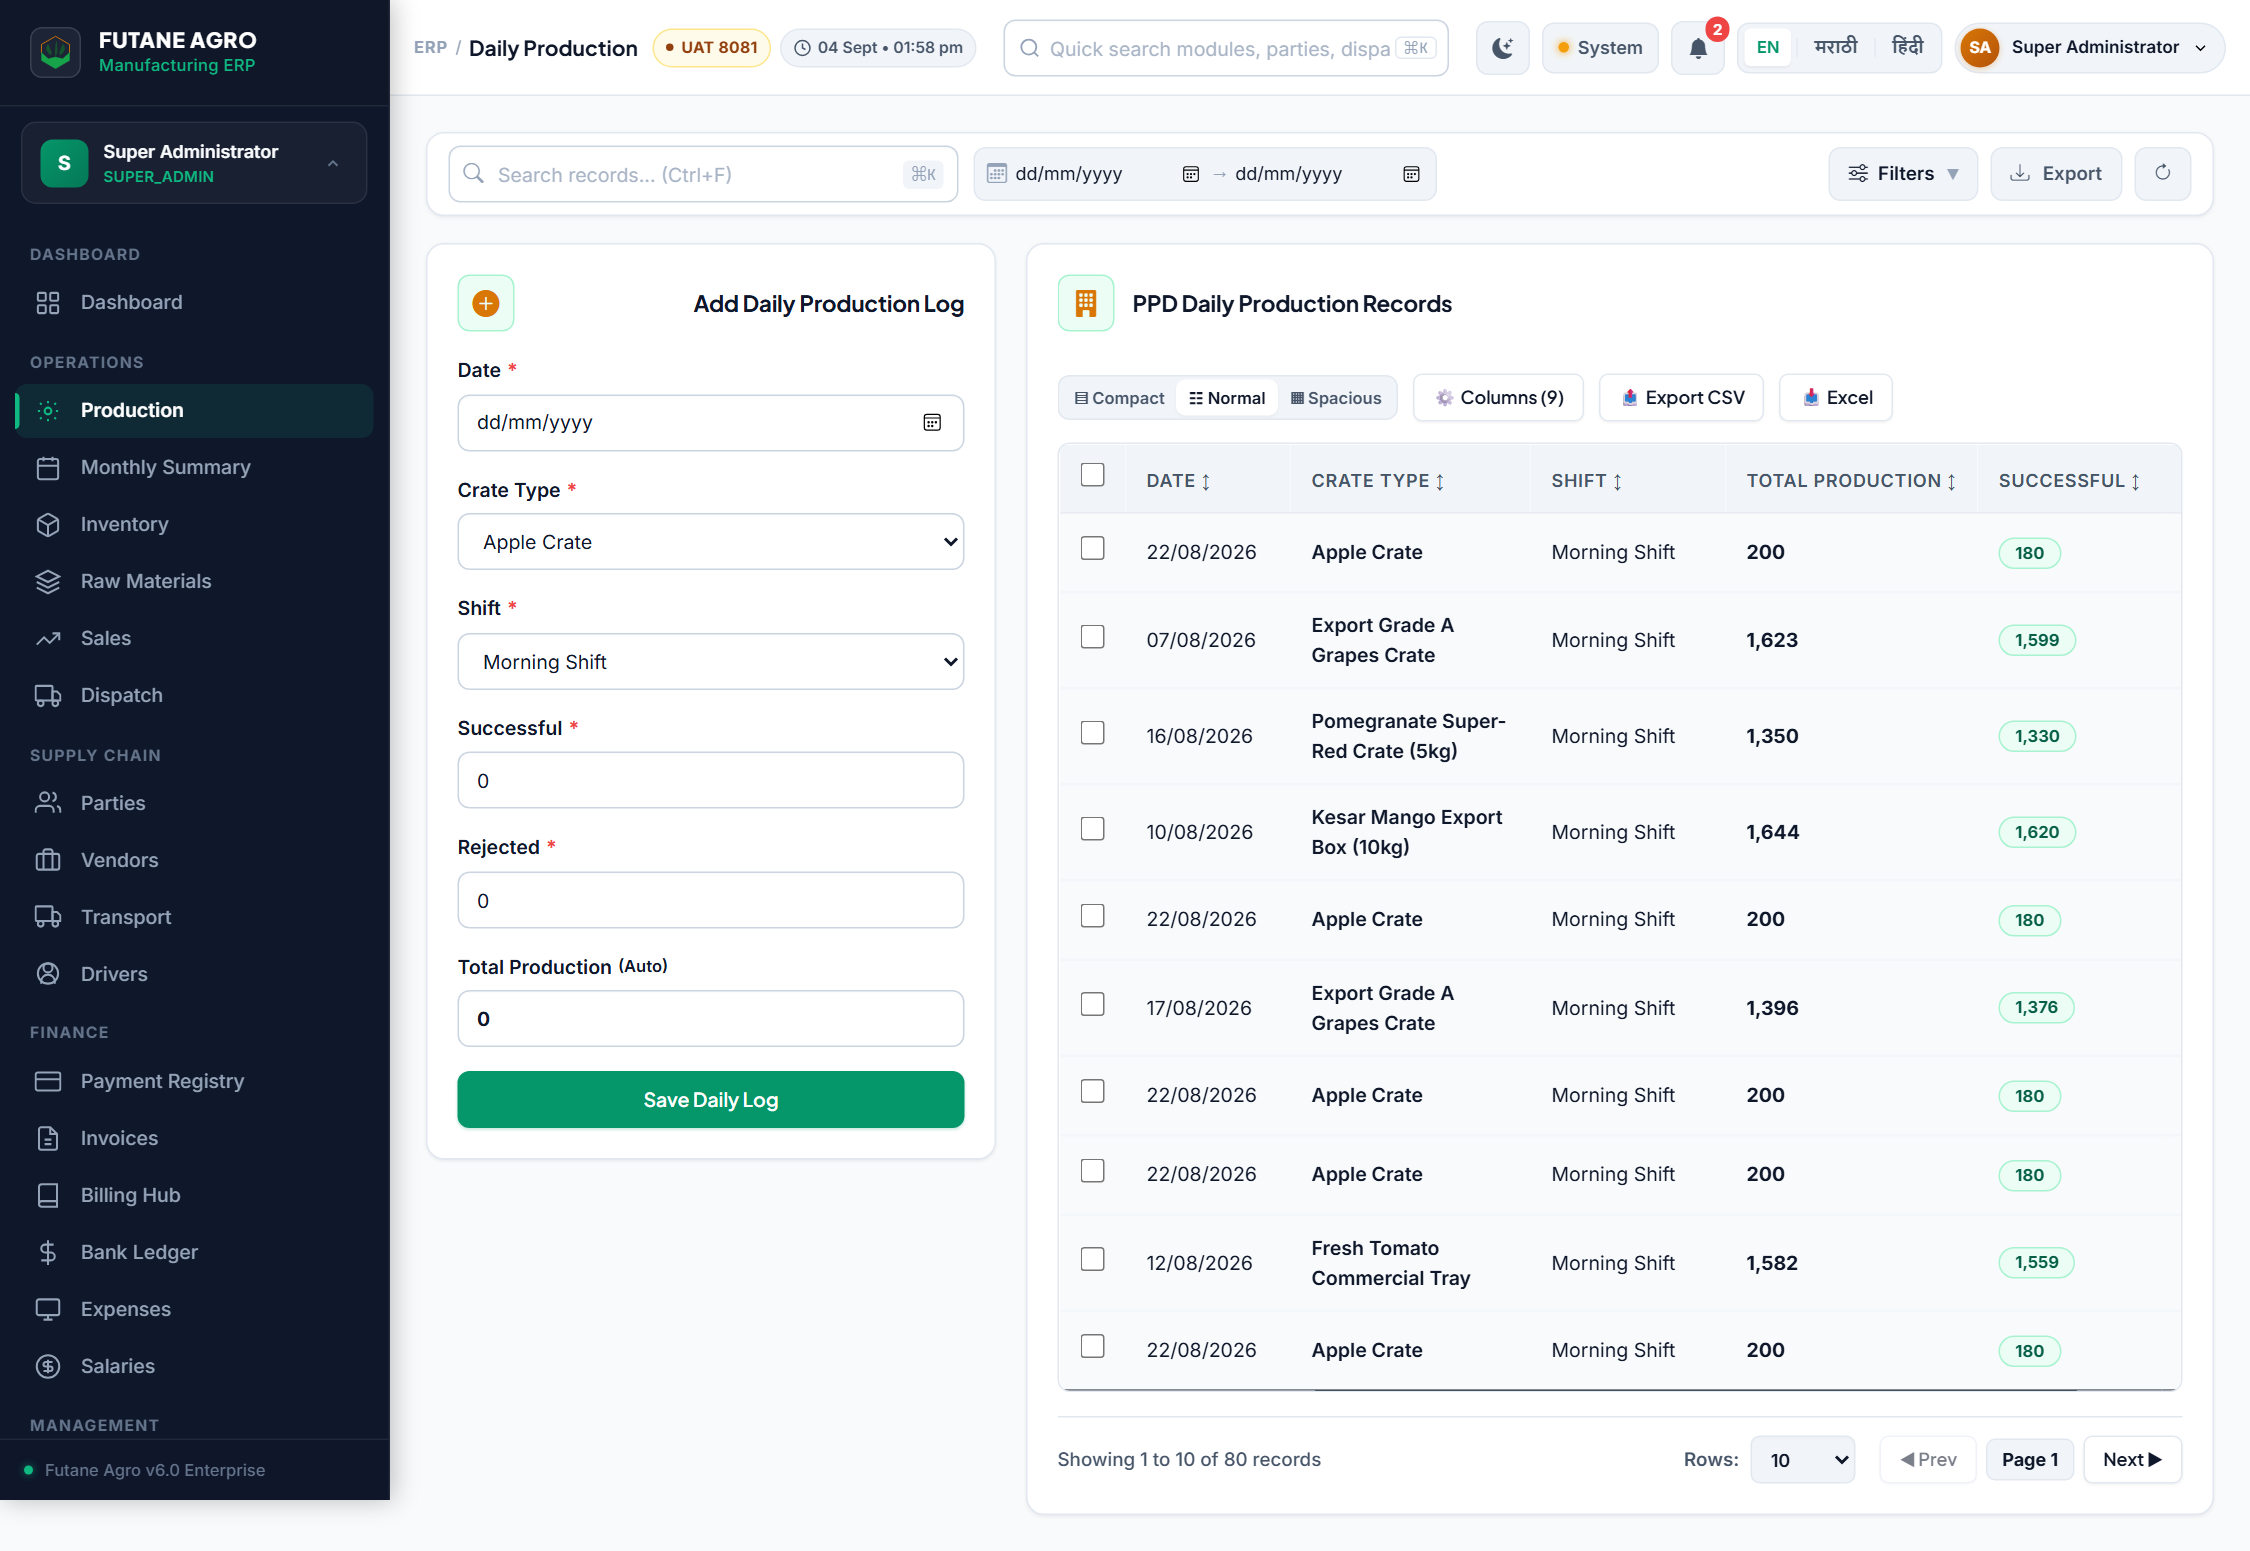 FUTANE AGRO
Manufacturing ERP
S
Super Administrator
SUPER_ADMIN
DASHBOARD
Dashboard
OPERATIONS
Production
Monthly Summary
Inventory
Raw Materials
Sales
Dispatch
SUPPLY CHAIN
Parties
Vendors
Transport
Drivers
FINANCE
Payment Registry
Invoices
Billing Hub
Bank Ledger
Expenses
Salaries
MANAGEMENT
Futane Agro v6.0 Enterprise
ERP / Daily Production
UAT 8081
04 Sept • 01:58 pm
Quick search modules, parties, dispa ⌘K
System
2
EN मराठी हिंदी
SA Super Administrator
Search records... (Ctrl+F) ⌘K
dd/mm/yyyy → dd/mm/yyyy
Filters ▼
Export
Add Daily Production Log
Date *
dd/mm/yyyy
Crate Type *
Apple Crate
Shift *
Morning Shift
Successful *
0
Rejected *
0
Total Production (Auto)
0
Save Daily Log
PPD Daily Production Records
Compact Normal Spacious Columns (9) Export CSV Excel
DATE ↕ CRATE TYPE ↕ SHIFT ↕ TOTAL PRODUCTION ↕ SUCCESSFUL ↕
22/08/2026 Apple Crate Morning Shift 200 180
07/08/2026 Export Grade A Grapes Crate Morning Shift 1,623 1,599
16/08/2026 Pomegranate Super-Red Crate (5kg) Morning Shift 1,350 1,330
10/08/2026 Kesar Mango Export Box (10kg) Morning Shift 1,644 1,620
22/08/2026 Apple Crate Morning Shift 200 180
17/08/2026 Export Grade A Grapes Crate Morning Shift 1,396 1,376
22/08/2026 Apple Crate Morning Shift 200 180
22/08/2026 Apple Crate Morning Shift 200 180
12/08/2026 Fresh Tomato Commercial Tray Morning Shift 1,582 1,559
22/08/2026 Apple Crate Morning Shift 200 180
Showing 1 to 10 of 80 records
Rows: 10 ◀ Prev Page 1 Next ▶